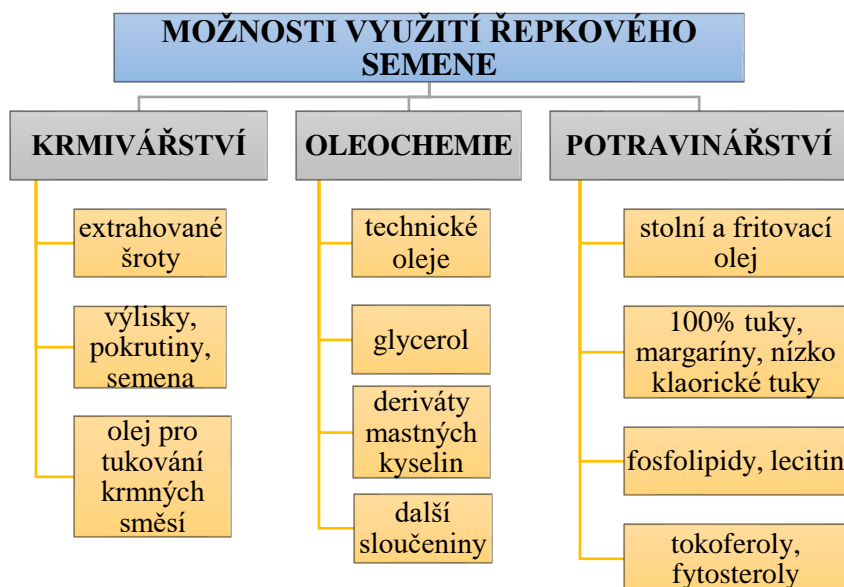 MOŽNOSTI VYUŽITÍ ŘEPKOVÉHO
SEMENE
KRMIVÁŘSTVÍ
extrahované
šroty
výlisky,
pokrutiny,
semena
olej pro
tukování
krmných
směsí
OLEOCHEMIE
technické
oleje
glycerol
deriváty
mastných
kyselin
další
sloučeniny
POTRAVINÁŘSTVÍ
stolní a fritovací
olej
100% tuky,
margaríny, nízko
klaorické tuky
fosfolipidy, lecitin
tokoferoly,
fytosteroly